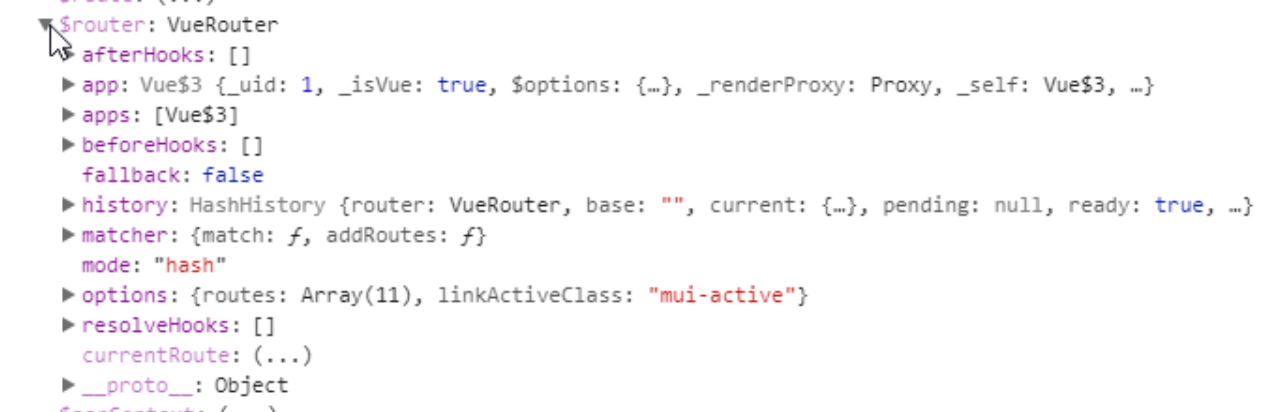 $router: VueRouter
afterHooks: []
app: Vue$3 {_uid: 1, _isVue: true, $options: {…}, _renderProxy: Proxy, _self: Vue$3, …}
apps: [Vue$3]
beforeHooks: []
fallback: false
history: HashHistory {router: VueRouter, base: "", current: {…}, pending: null, ready: true, …}
matcher: {match: ƒ, addRoutes: ƒ}
mode: "hash"
options: {routes: Array(11), linkActiveClass: "mui-active"}
resolveHooks: []
currentRoute: (...)
__proto__: Object